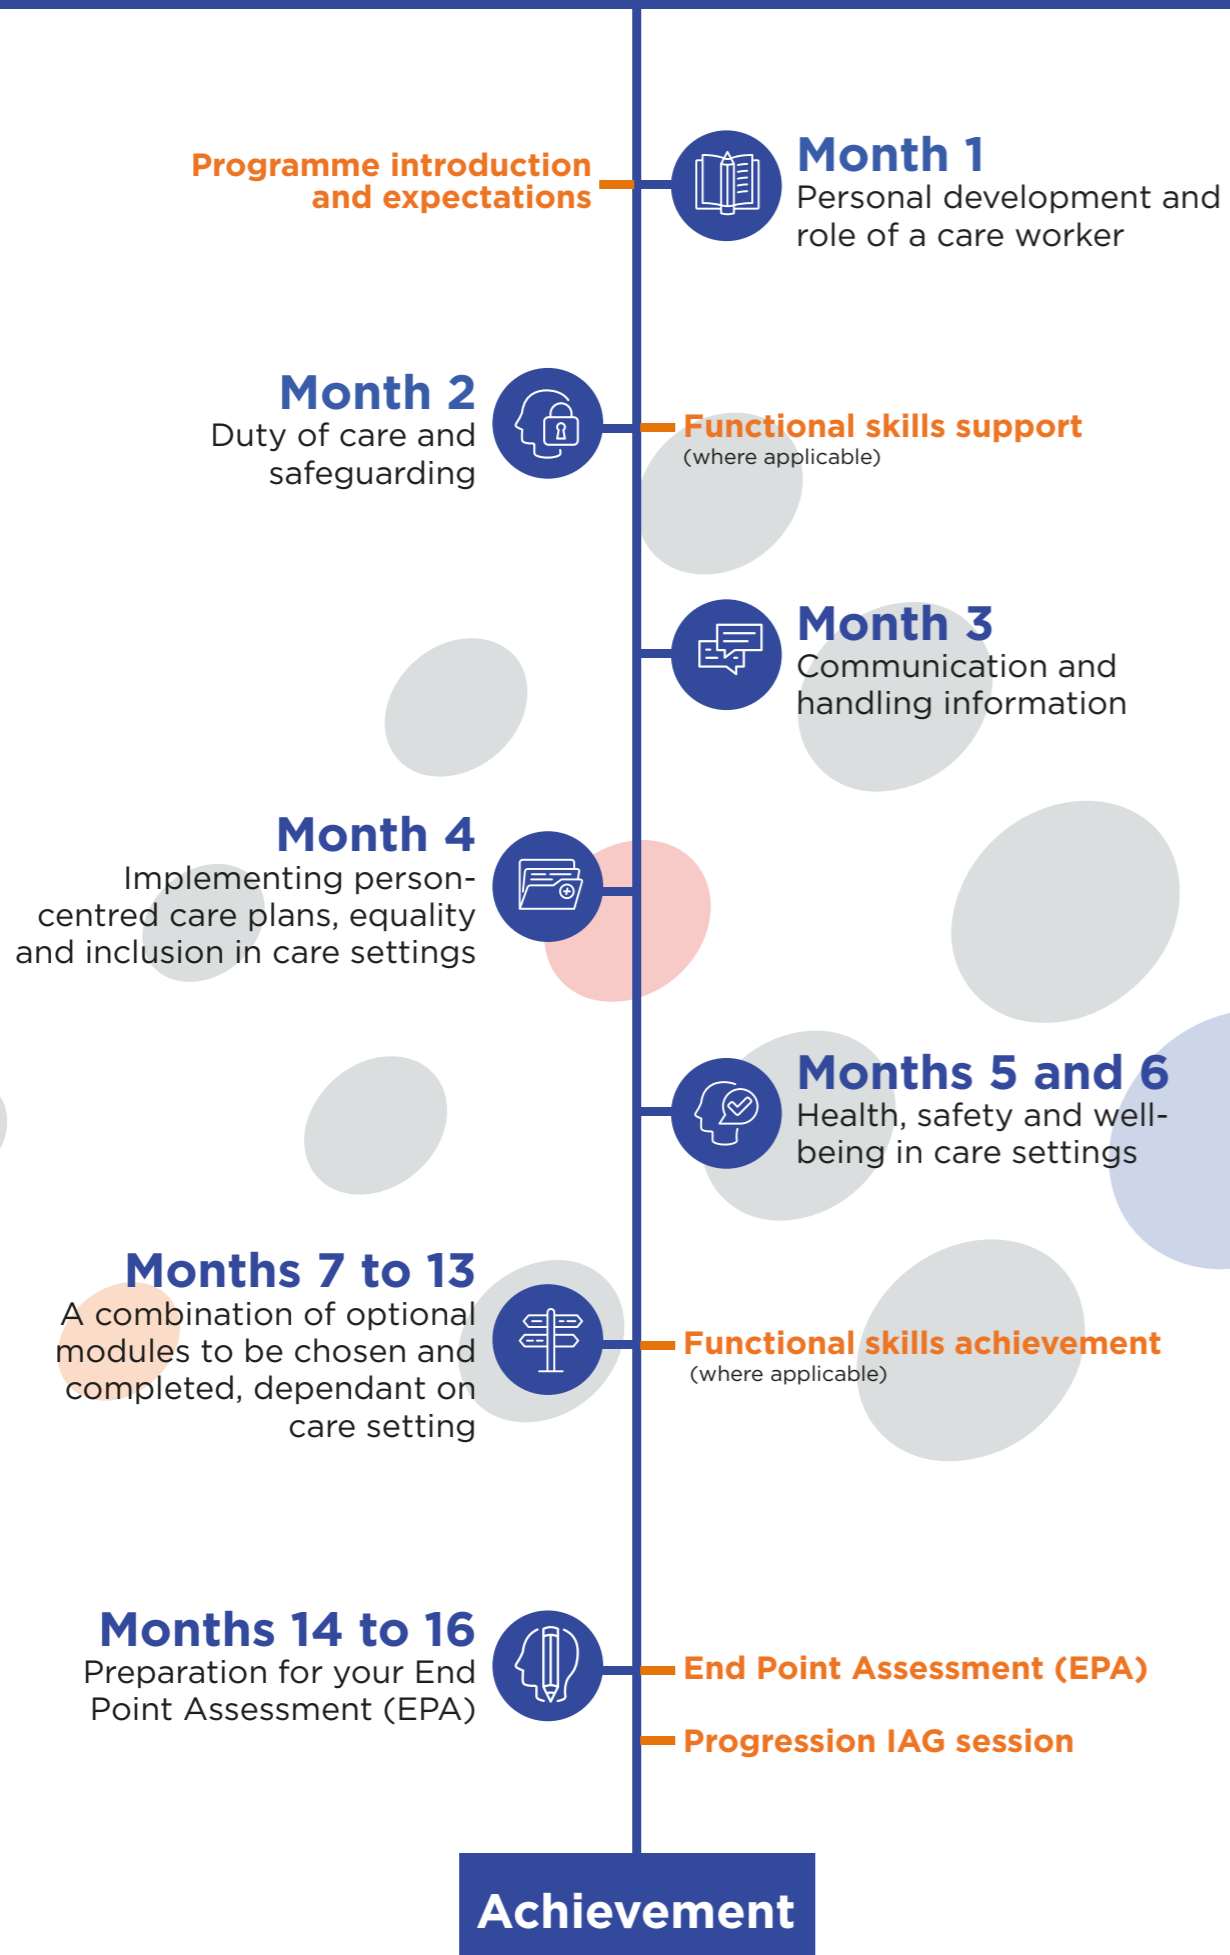 Programme introduction
and expectations
Month 1
Personal development and
role of a care worker
Month 2
Duty of care and
safeguarding
Functional skills support
(where applicable)
Month 3
Communication and
handling information
Month 4
Implementing person-
centred care plans, equality
and inclusion in care settings
Months 5 and 6
Health, safety and well-
being in care settings
Months 7 to 13
A combination of optional
modules to be chosen and
completed, dependant on
care setting
Functional skills achievement
(where applicable)
Months 14 to 16
Preparation for your End
Point Assessment (EPA)
End Point Assessment (EPA)
Progression IAG session
Achievement